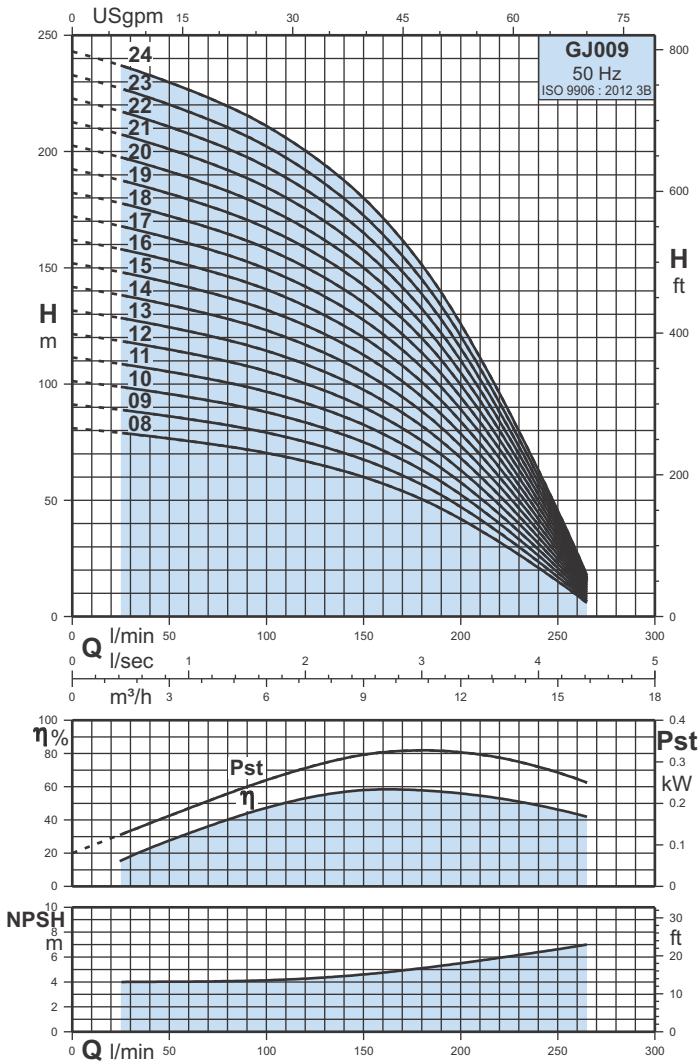 0 USgpm 15 30 45 60 75
GJ009
50 Hz
ISO 9906 : 2012 3B
250
200
150
100
50
0
H
m
24
23
22
21
20
19
18
17
16
15
14
13
12
11
10
09
08
800
600
400
200
0
H
ft
0 Q l/min 50 100 150 200 250 300
0 l/sec 1 2 3 4 5
0 m³/h 3 6 9 12 15 18
100
80
60
40
20
0
η%
Pst
η
0.4
0.3
0.2
0.1
0
Pst
kW
10
8
6
4
2
0
NPSH
m
30
20
10
0
ft
0 Q l/min 50 100 150 200 250 300